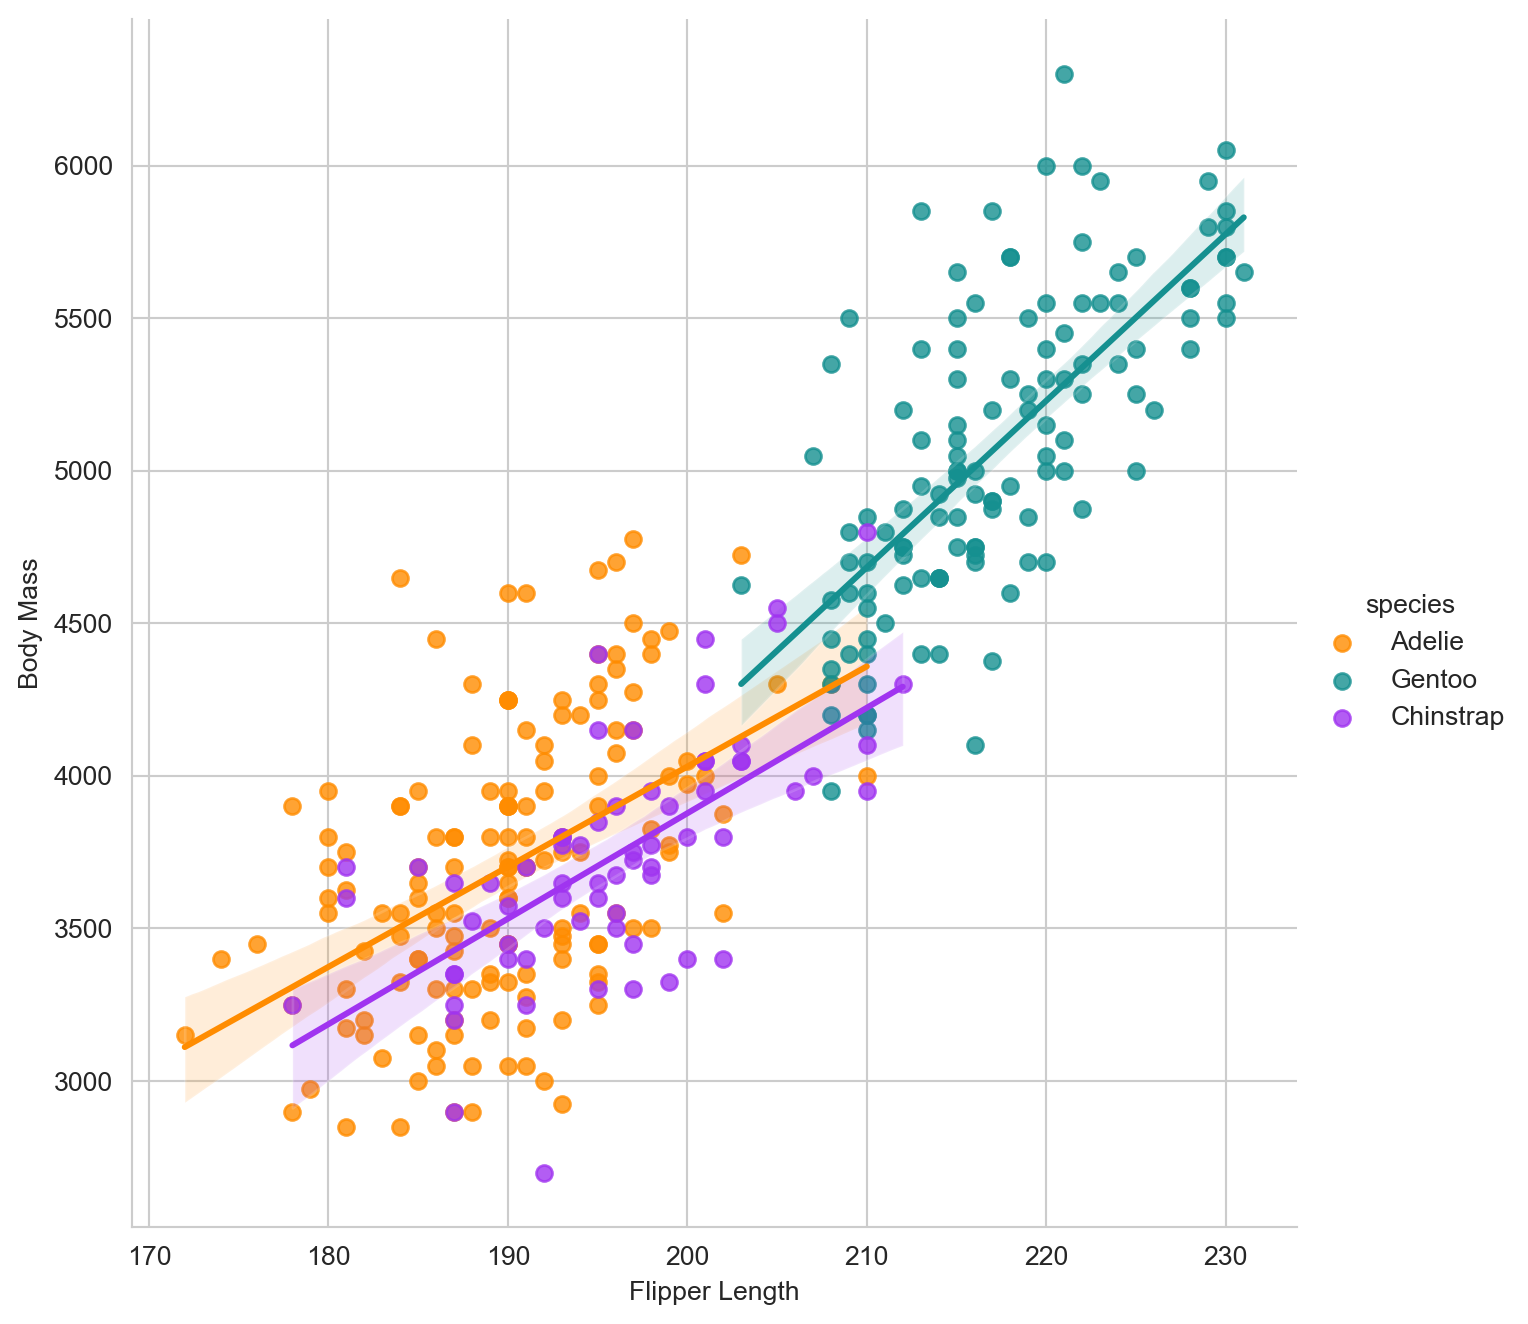 6000
5500
5000
4500
4000
3500
3000
Body Mass
170 180 190 200 210 220 230
Flipper Length
species
Adelie
Gentoo
Chinstrap